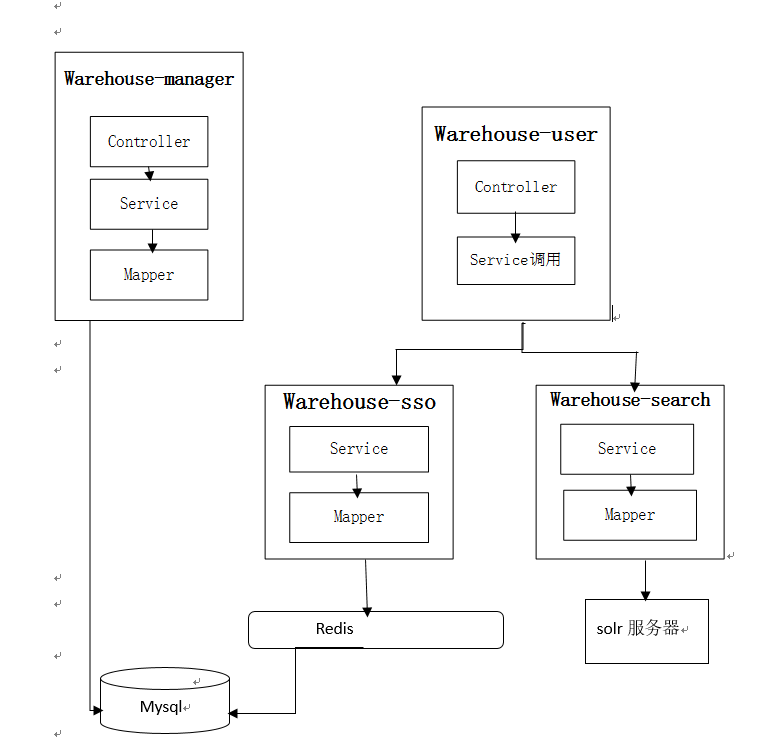 Warehouse-manager
Controller
Service
Mapper
Warehouse-user
Controller
Service调用
Warehouse-sso
Service
Mapper
Warehouse-search
Service
Mapper
Redis
solr 服务器
Mysql